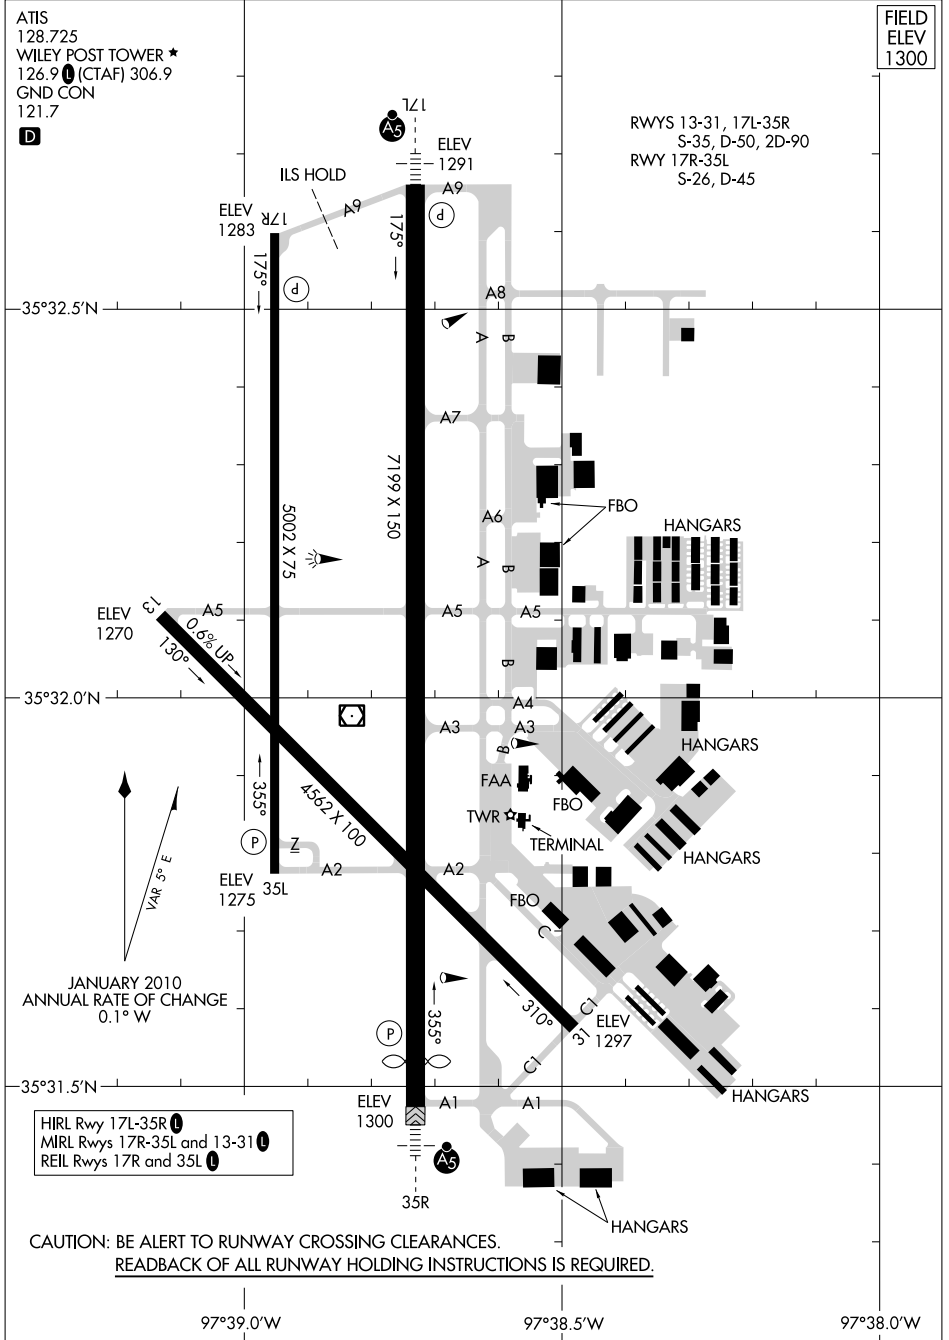 ATIS
128.725
WILEY POST TOWER ★
126.9 L (CTAF) 306.9
GND CON
121.7
D
FIELD
ELEV
1300
RWYS 13-31, 17L-35R
S-35, D-50, 2D-90
RWY 17R-35L
S-26, D-45
17L
A5
ELEV
1291
ILS HOLD
A9
A9
ELEV
1283
17R
175°
175°
P
P
35°32.5'N
A8
A
B
A7
7199 X 150
5002 X 75
A6
FBO
HANGARS
A
B
ELEV
1270
13
A5
A5
A5
0.6% UP
130°
B
35°32.0'N
A4
A3
A3
HANGARS
B
FAA
FBO
TWR
TERMINAL
HANGARS
355°
4562 X 100
P
Z
A2
A2
ELEV
1275
35L
VAR 5° E
FBO
C
JANUARY 2010
ANNUAL RATE OF CHANGE
0.1° W
310°
C1
31
ELEV
1297
P
355°
C1
35°31.5'N
HANGARS
ELEV
1300
A1
A1
HIRL Rwy 17L-35R L
MIRL Rwys 17R-35L and 13-31 L
REIL Rwys 17R and 35L L
A5
35R
HANGARS
CAUTION: BE ALERT TO RUNWAY CROSSING CLEARANCES.
READBACK OF ALL RUNWAY HOLDING INSTRUCTIONS IS REQUIRED.
97°39.0'W
97°38.5'W
97°38.0'W